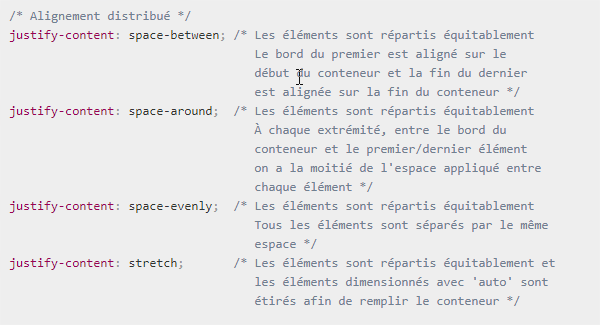 /* Alignement distribué */
justify-content: space-between; /* Les éléments sont répartis équitablement
Le bord du premier est aligné sur le
début du conteneur et la fin du dernier
est alignée sur la fin du conteneur */
justify-content: space-around; /* Les éléments sont répartis équitablement
À chaque extrémité, entre le bord du
conteneur et le premier/dernier élément
on a la moitié de l'espace appliqué entre
chaque élément */
justify-content: space-evenly; /* Les éléments sont répartis équitablement
Tous les éléments sont séparés par le même
espace */
justify-content: stretch; /* Les éléments sont répartis équitablement et
les éléments dimensionnés avec 'auto' sont
étirés afin de remplir le conteneur */